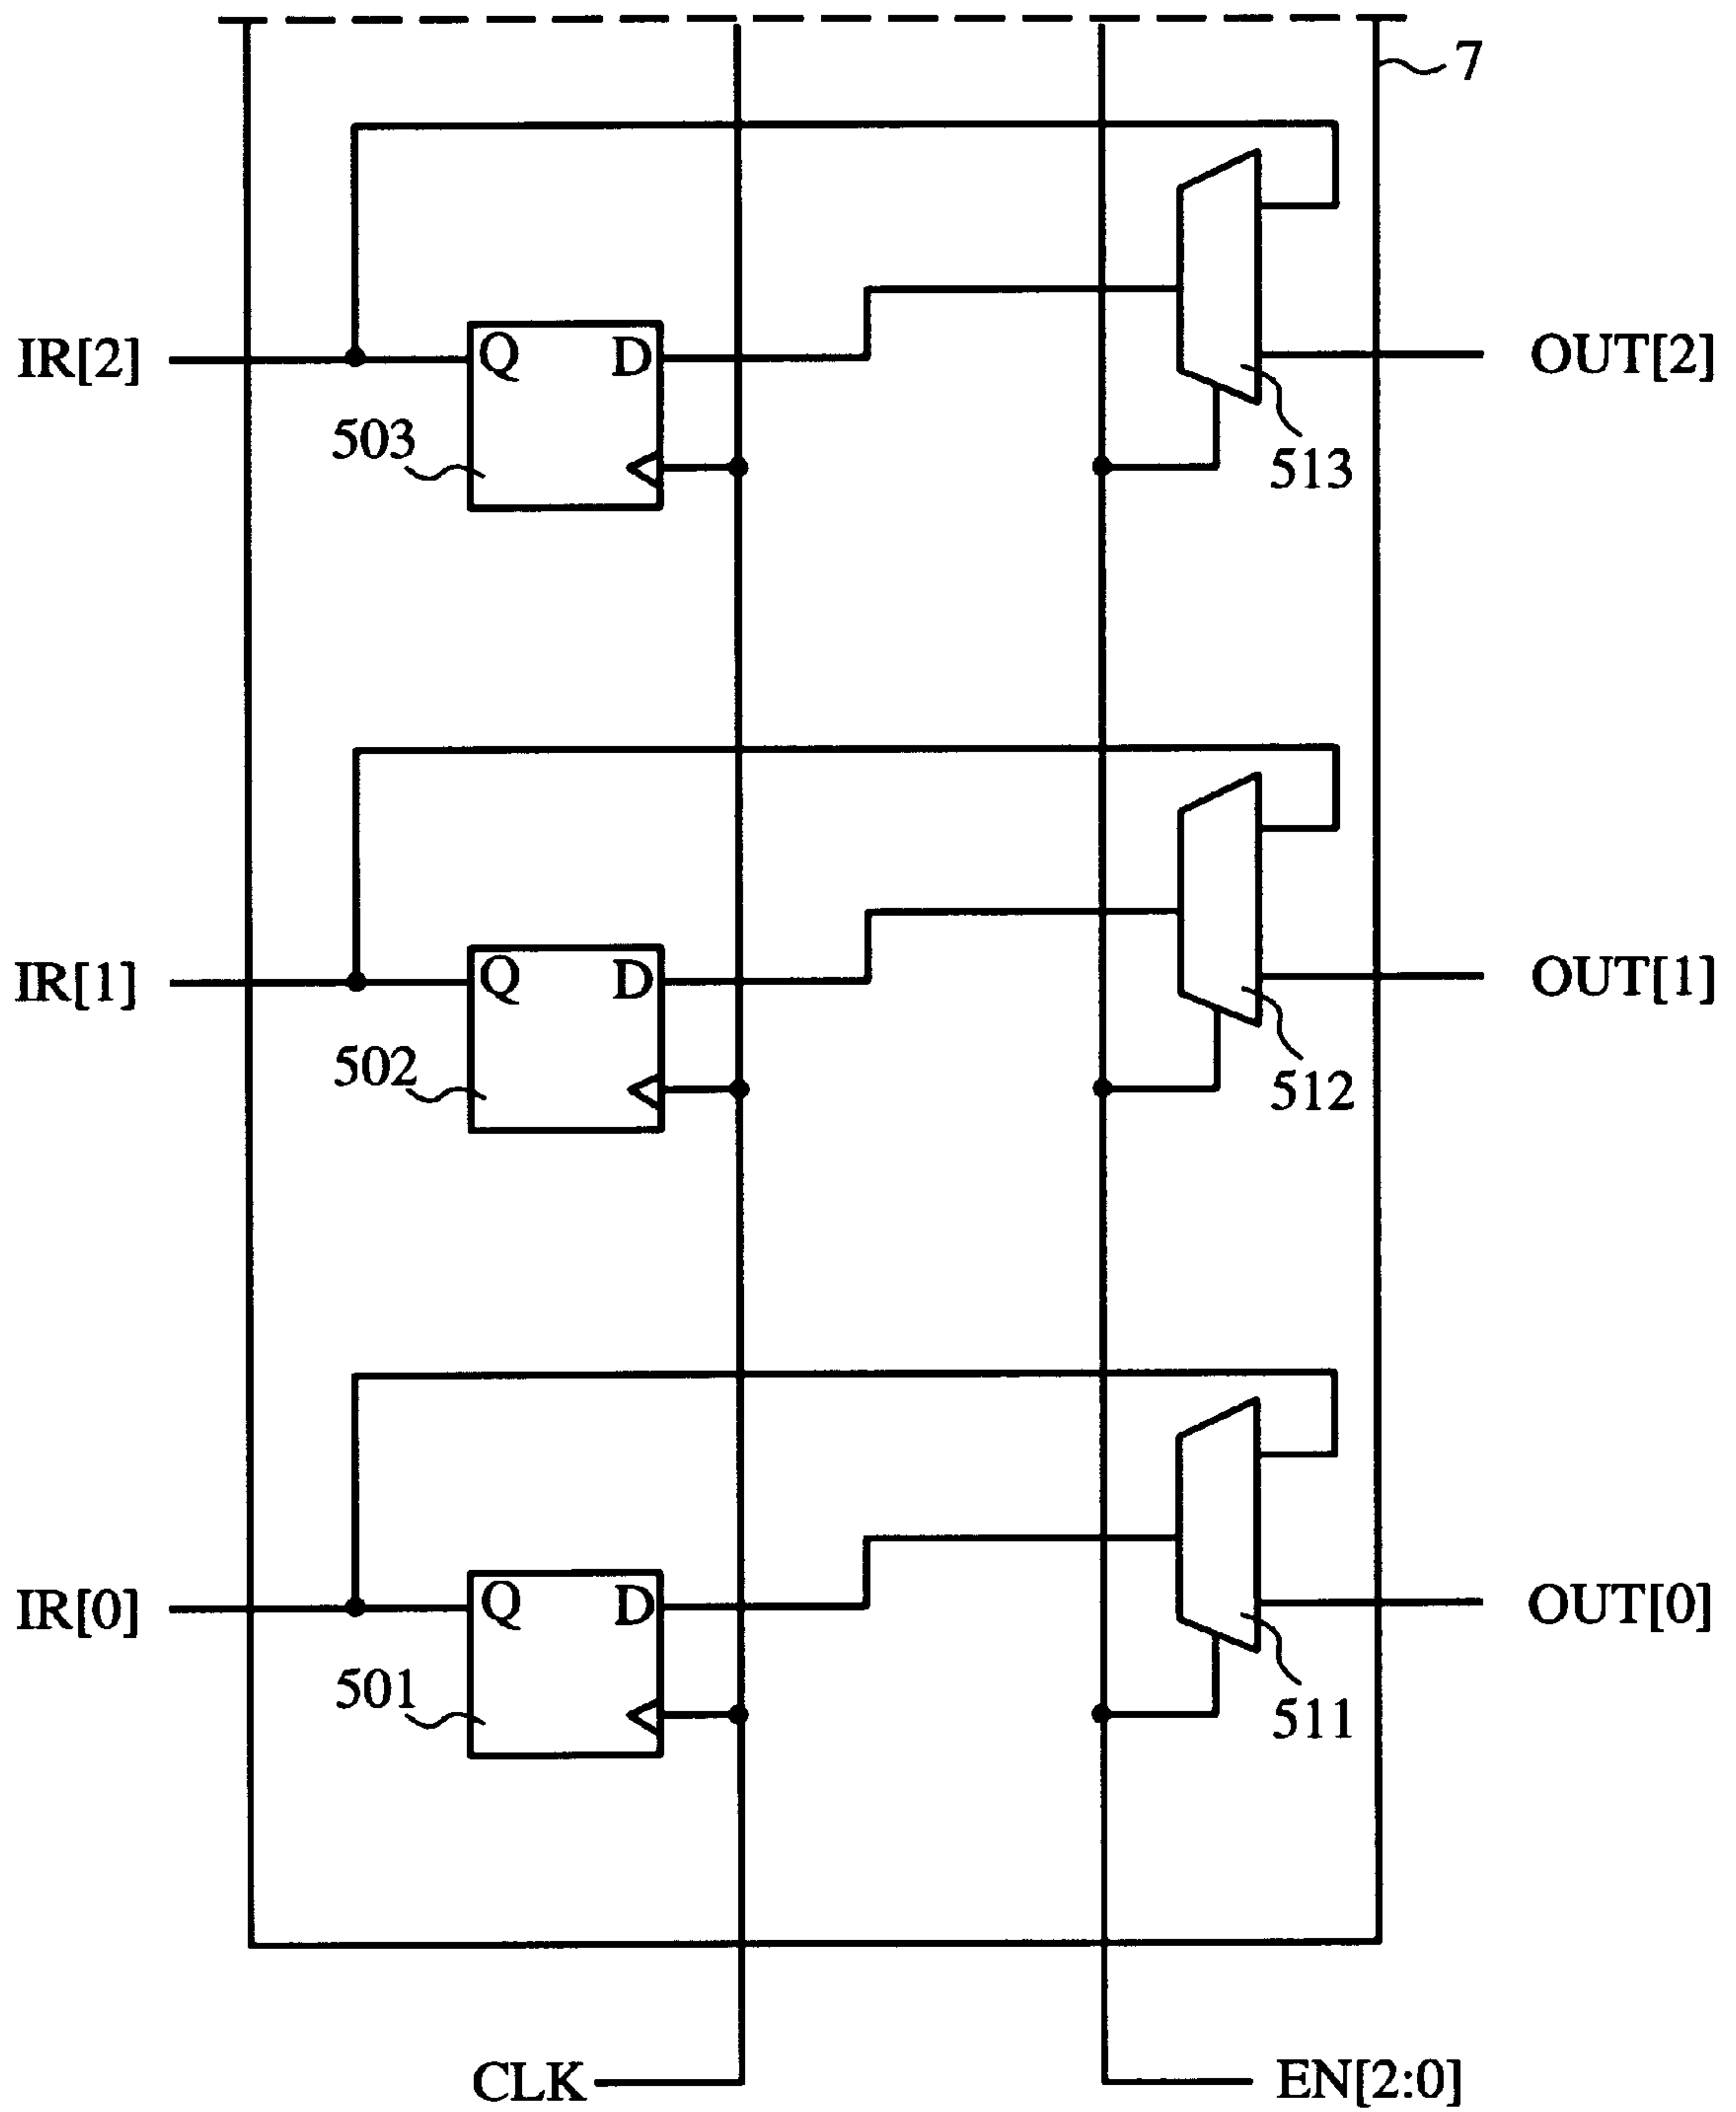 7
IR[2]
Q D
OUT[2]
503
513
IR[1]
Q D
OUT[1]
502
512
IR[0]
Q D
OUT[0]
501
511
CLK
EN[2:0]